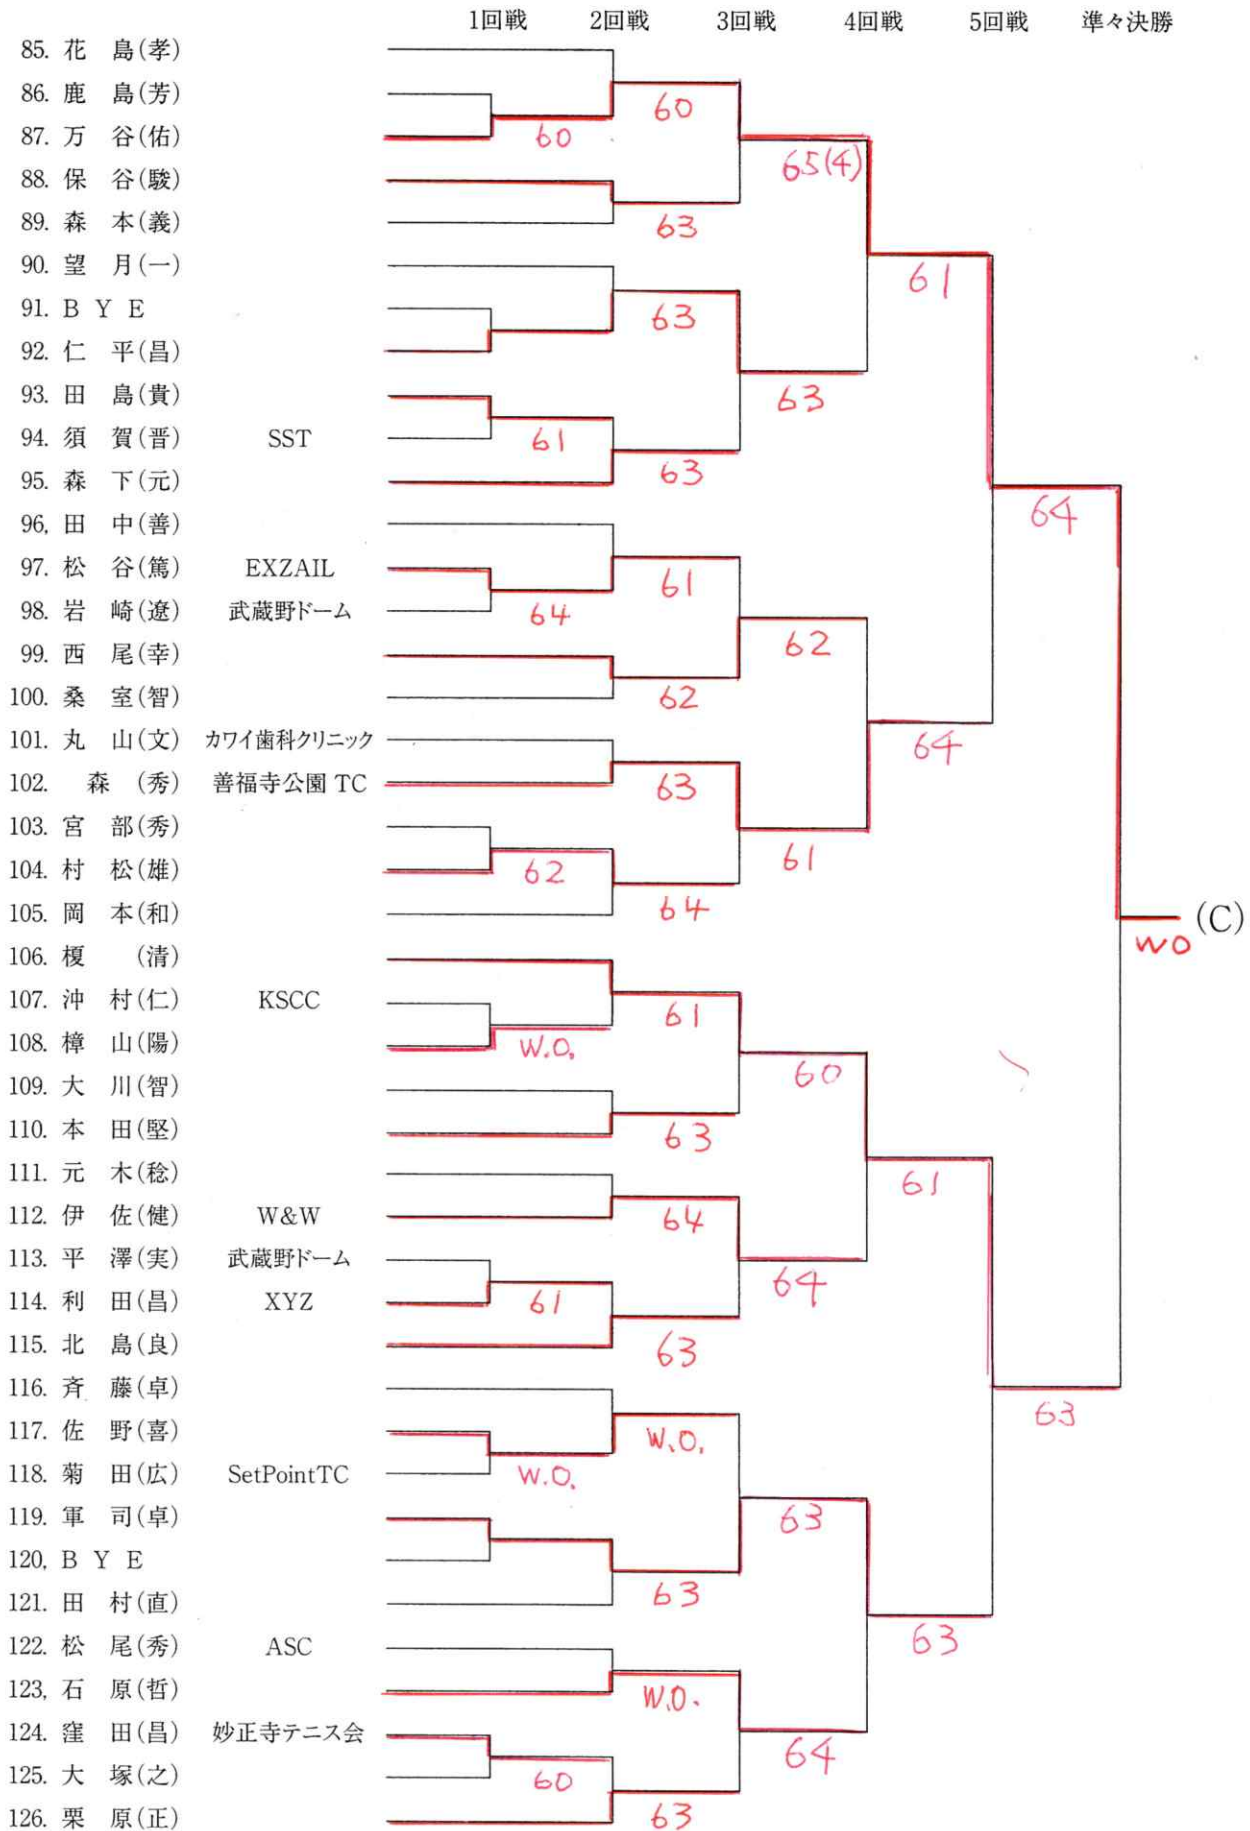 1回戦 2回戦 3回戦 4回戦 5回戦 準々決勝
85. 花 島(孝)
60
86. 鹿 島(芳)
87. 万 谷(佑) 60
65(4)
88. 保 谷(駿)
89. 森 本(義) 63
90. 望 月(一)
61
91. B Y E
63
92. 仁 平(昌)
93. 田 島(貴)
63
94. 須 賀(晋) SST 61
95. 森 下(元) 63
64
96, 田 中(善)
97. 松 谷(篤) EXZAIL
61
98. 岩 崎(遼) 武蔵野ドーム 64
62
99. 西 尾(幸)
100. 桑 室(智) 62
101. 丸 山(文) カワイ歯科クリニック
64
102. 森 (秀) 善福寺公園 TC
63
103. 宮 部(秀)
61
104. 村 松(雄) 62
105. 岡 本(和) 64
(C)
WO
106. 榎 (清)
107. 沖 村(仁) KSCC
61
108. 樟 山(陽) W.O.
60
109. 大 川(智)
110. 本 田(堅) 63
111. 元 木(稔)
61
112. 伊 佐(健) W&W
64
113. 平 澤(実) 武蔵野ドーム
64
114. 利 田(昌) XYZ 61
115. 北 島(良) 63
116. 斉 藤(卓)
63
117. 佐 野(喜)
W.O.
118. 菊 田(広) SetPointTC W.O.
119. 軍 司(卓)
63
120, B Y E
121. 田 村(直) 63
122. 松 尾(秀) ASC
63
123, 石 原(哲)
W.O.
124. 窪 田(昌) 妙正寺テニス会
64
125. 大 塚(之) 60
126. 栗 原(正) 63